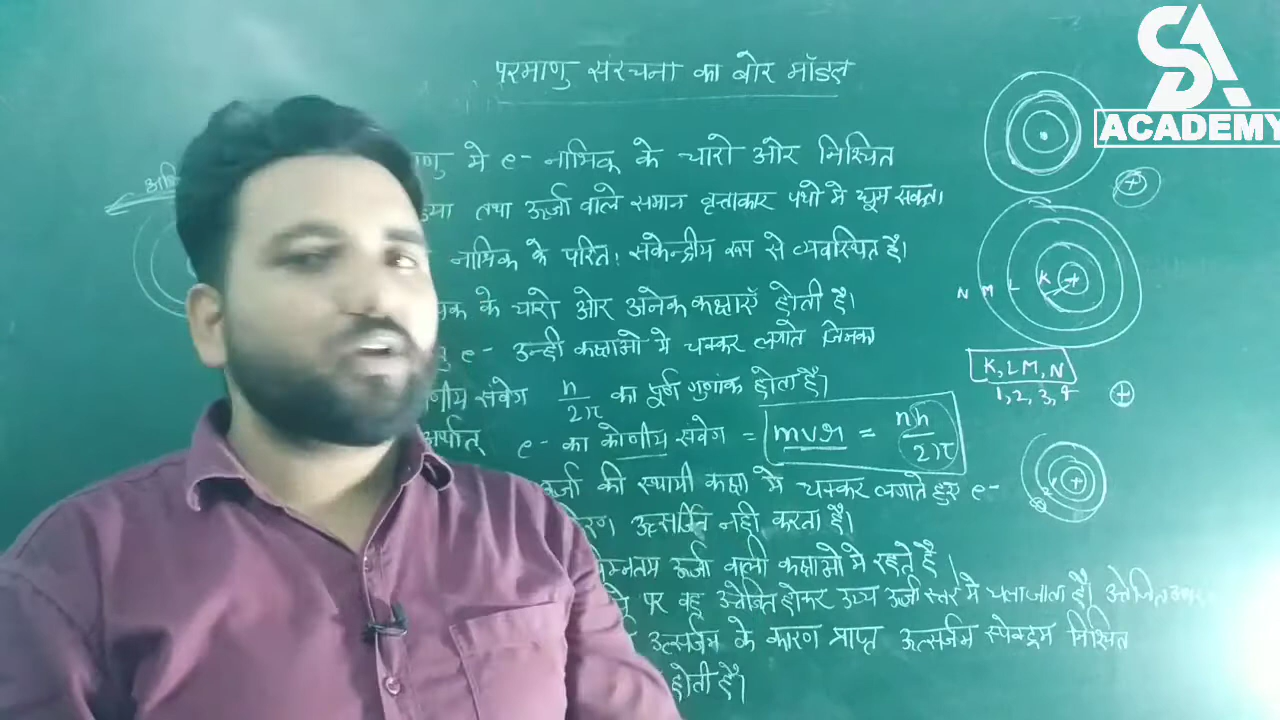 SA
ACADEMY
परमाणु संरचना का बोर मॉडल
णु मे e- नाभिक के चारो ओर निश्चित
तथा ऊर्जा वाले समान वृत्ताकार पथो मे घूम सकता
नाभिक के परित: संकेन्द्रीय रूप से व्यवस्थित है।
के चारो ओर अनेक कक्षाएँ होती है।
e- उन्ही कक्षाओ मे चक्कर लगाते जिनका
संवेग h/2π का पूर्ण गुणांक होता है।
अर्थात् e- का कोणीय संवेग = mvr = nh/2π
ऊर्जा की स्थायी कक्षा मे चक्कर लगाते हुए e-
उत्सर्जित नही करता है।
ऊर्जा वाली कक्षाओ मे रहते है।
पर वह उत्तेजित होकर उच्च ऊर्जा स्तर मे चला जाता है।
उत्सर्जन के कारण प्राप्त उत्सर्जन स्पेक्ट्रम निश्चित
होती है।
+
N M L K +
K, L M, N
1, 2, 3, 4
+
+